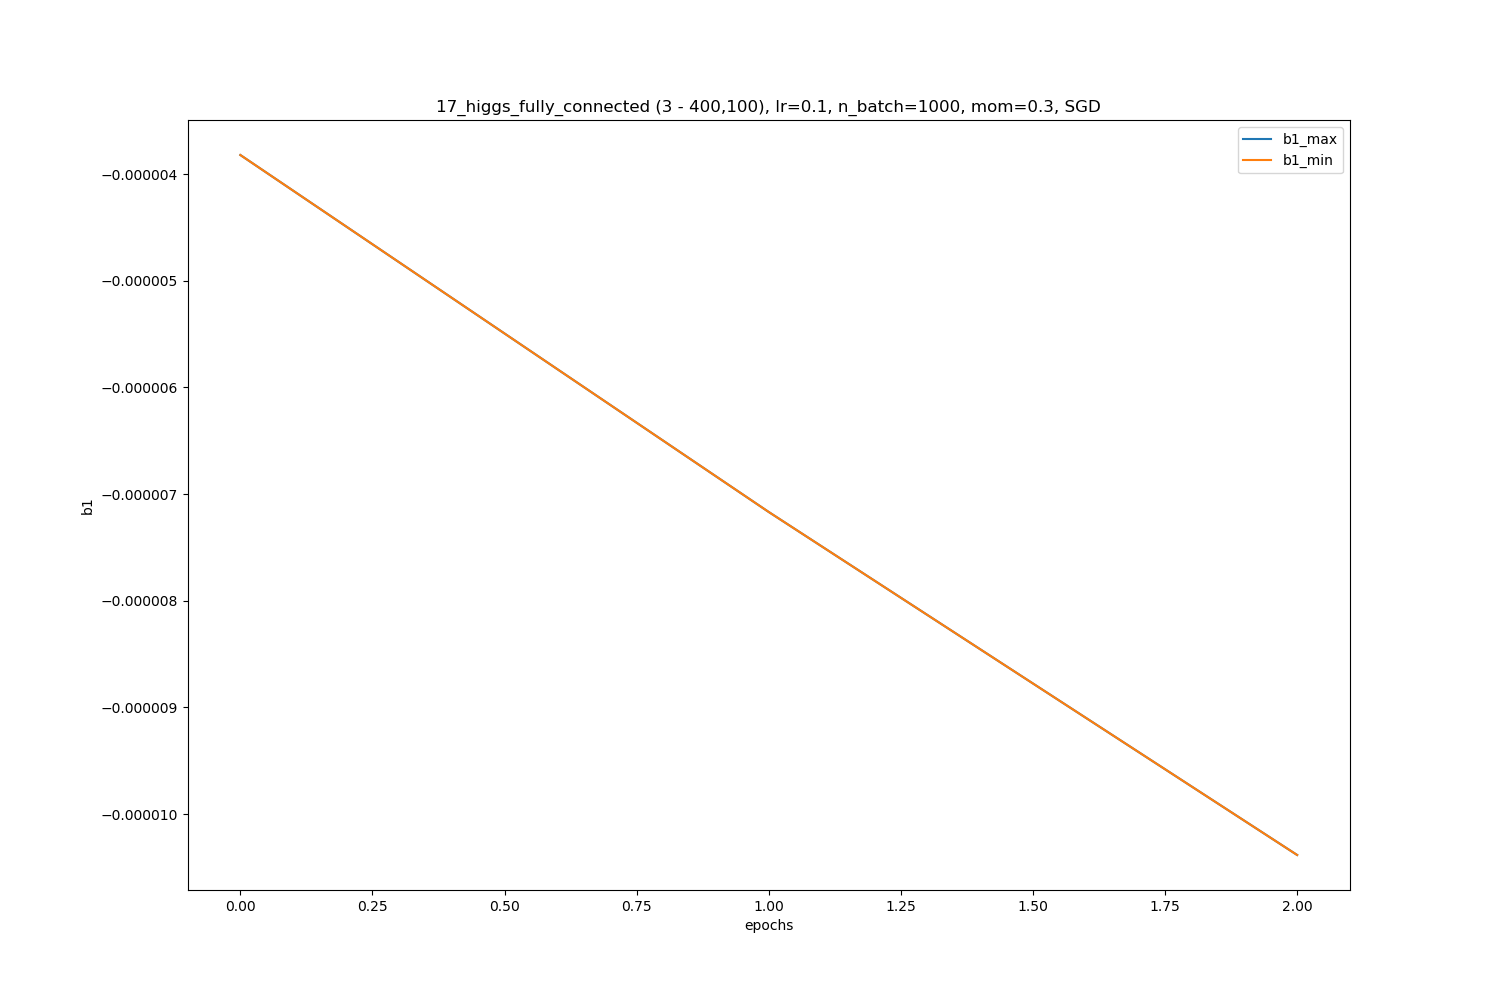 17_higgs_fully_connected (3 - 400,100), lr=0.1, n_batch=1000, mom=0.3, SGD
b1_max
b1_min
−0.000004
−0.000005
−0.000006
−0.000007
−0.000008
−0.000009
−0.000010
b1
0.00 0.25 0.50 0.75 1.00 1.25 1.50 1.75 2.00
epochs